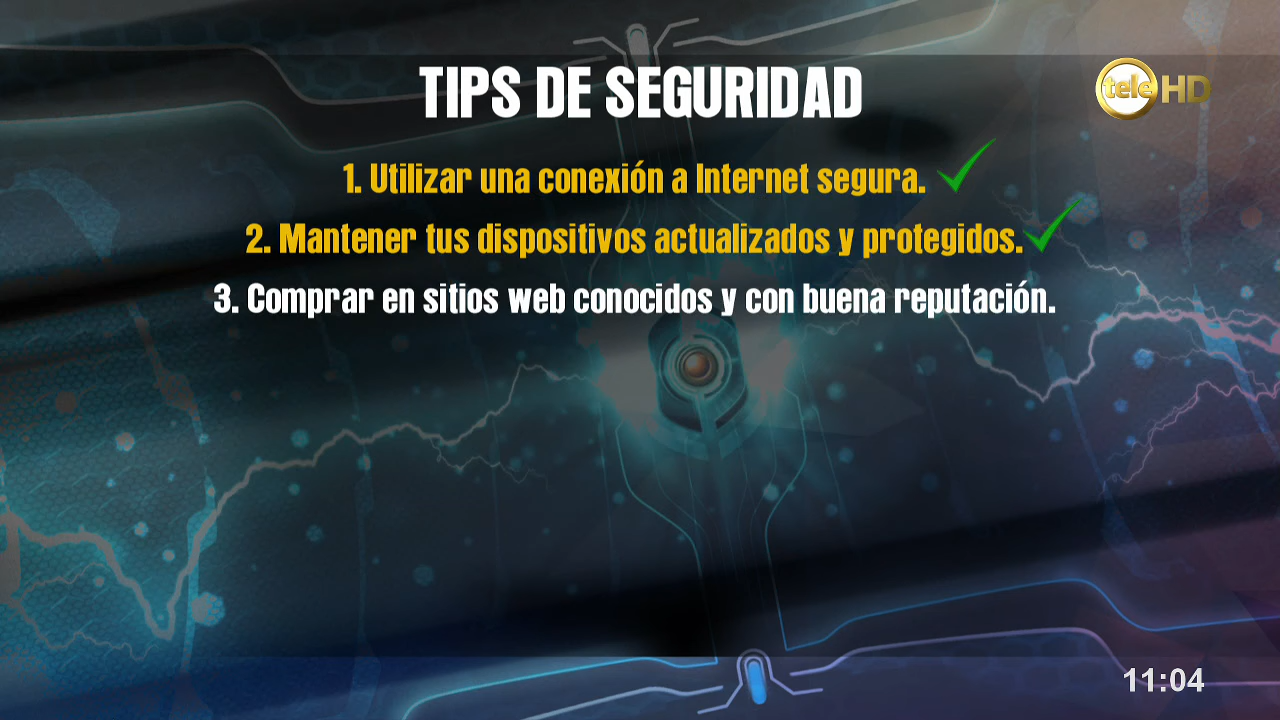 TIPS DE SEGURIDAD
tele HD
1. Utilizar una conexión a Internet segura.
2. Mantener tus dispositivos actualizados y protegidos.
3. Comprar en sitios web conocidos y con buena reputación.
11:04